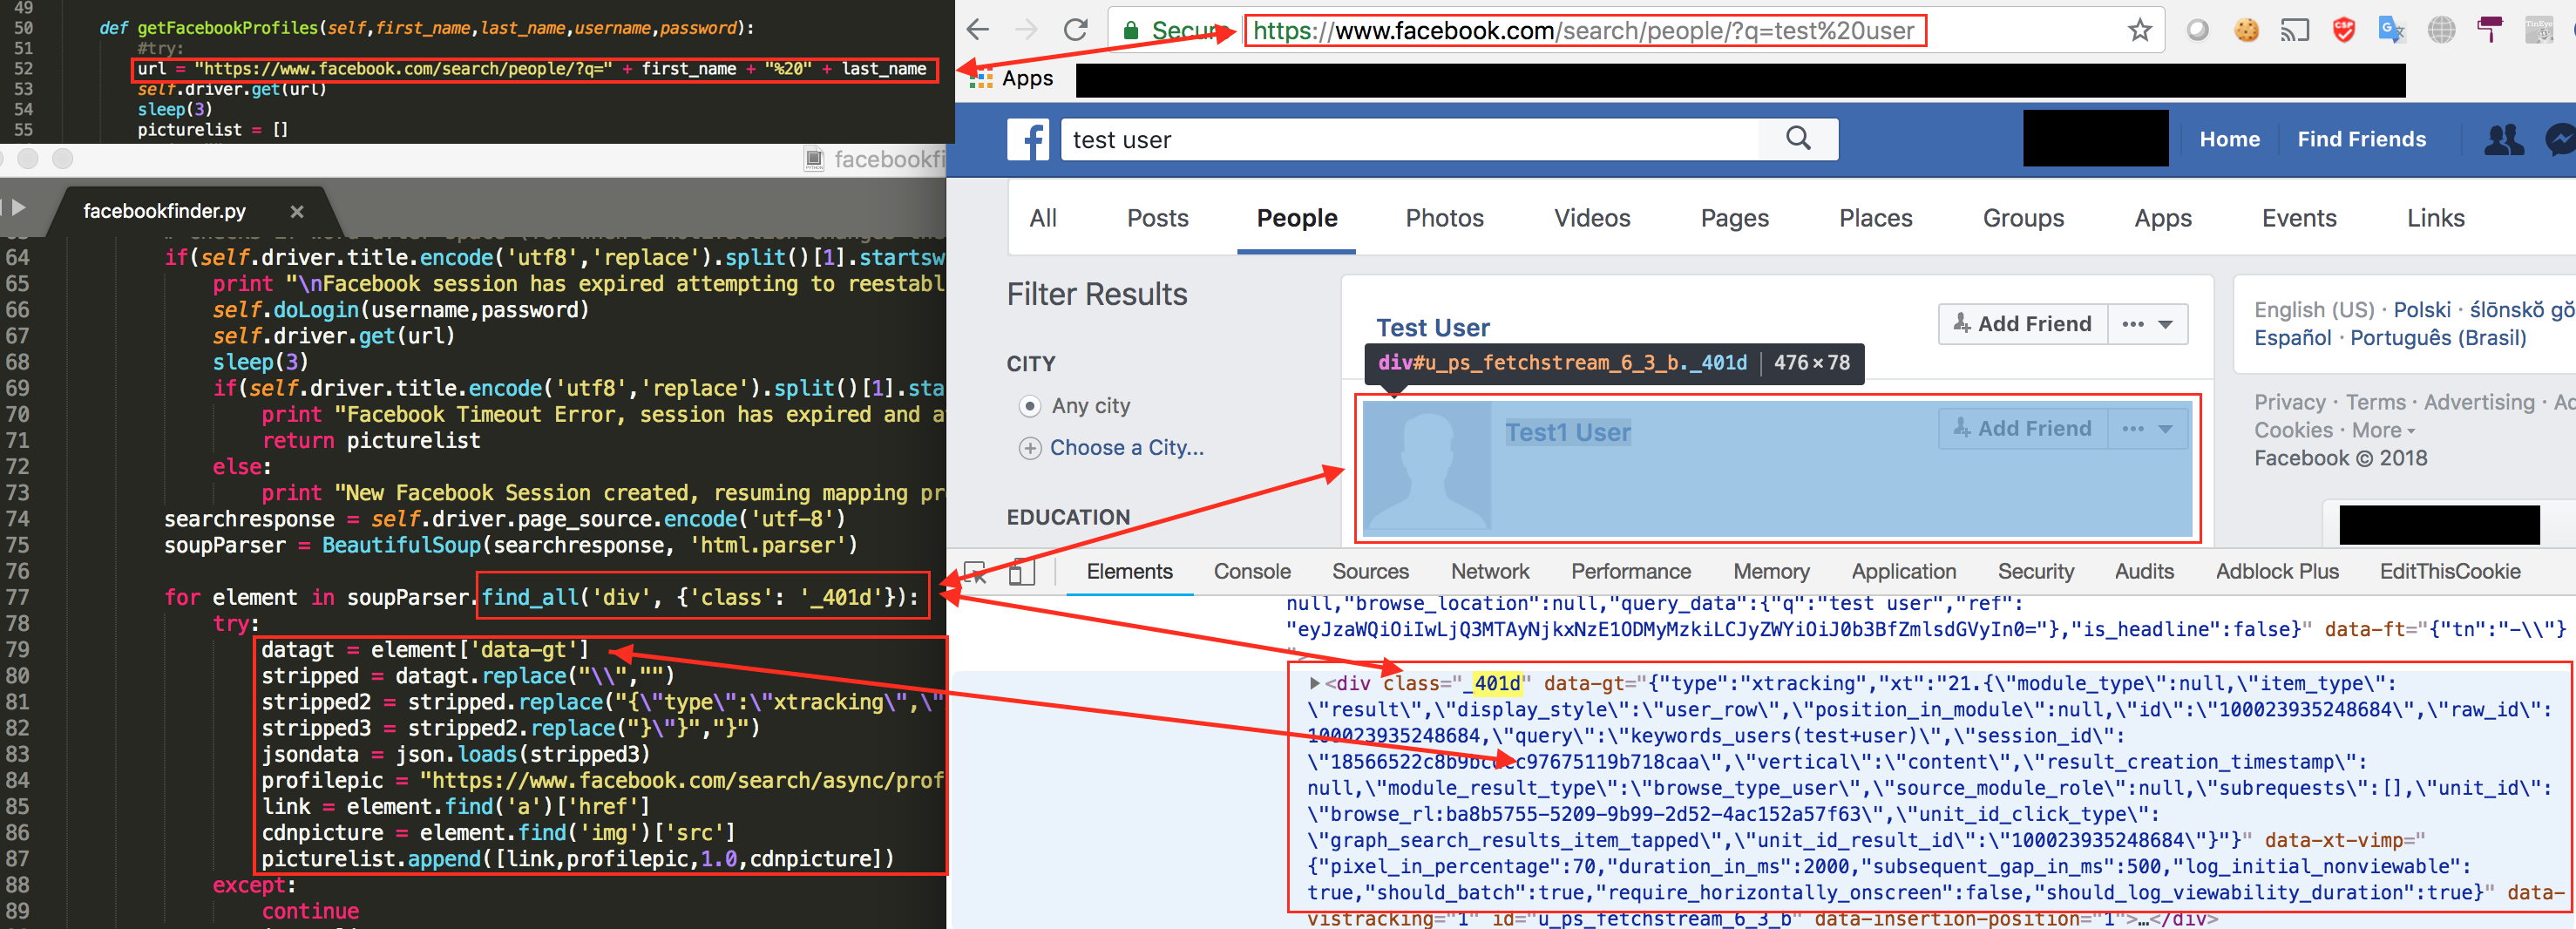 49
50 def getFacebookProfiles(self,first_name,last_name,username,password):
51 #try:
52 url = "https://www.facebook.com/search/people/?q=" + first_name + "%20" + last_name
53 self.driver.get(url)
54 sleep(3)
55 picturelist = []
facebookfi
facebookfinder.py ×
64 if(self.driver.title.encode('utf8','replace').split()[1].startsw
65 print "\nFacebook session has expired attempting to reestabl
66 self.doLogin(username,password)
67 self.driver.get(url)
68 sleep(3)
69 if(self.driver.title.encode('utf8','replace').split()[1].sta
70 print "Facebook Timeout Error, session has expired and a
71 return picturelist
72 else:
73 print "New Facebook Session created, resuming mapping pr
74 searchresponse = self.driver.page_source.encode('utf-8')
75 soupParser = BeautifulSoup(searchresponse, 'html.parser')
76
77 for element in soupParser.find_all('div', {'class': '_401d'}):
78 try:
79 datagt = element['data-gt']
80 stripped = datagt.replace("\\","")
81 stripped2 = stripped.replace("{\"type\":\"xtracking\",\"
82 stripped3 = stripped2.replace("}\"}","}")
83 jsondata = json.loads(stripped3)
84 profilepic = "https://www.facebook.com/search/async/prof
85 link = element.find('a')['href']
86 cdnpicture = element.find('img')['src']
87 picturelist.append([link,profilepic,1.0,cdnpicture])
88 except:
89 continue
Secure https://www.facebook.com/search/people/?q=test%20user
Apps
test user
Home Find Friends
All Posts People Photos Videos Pages Places Groups Apps Events Links
Filter Results
CITY
Any city
Choose a City...
EDUCATION
Test User
Add Friend
div#u_ps_fetchstream_6_3_b._401d | 476 × 78
Test1 User
Add Friend
English (US) · Polski · ślōnskŏ gŏ
Español · Português (Brasil)
Privacy · Terms · Advertising · Ad
Cookies · More
Facebook © 2018
Elements Console Sources Network Performance Memory Application Security Audits Adblock Plus EditThisCookie
null,"browse_location":null,"query_data":{"q":"test user","ref":
"eyJzaWQiOiIwLjQ3MTAyNjkxNzE1ODMyMzkiLCJyZWYiOiJ0b3BfZmlsdGVyIn0="},"is_headline":false}" data-ft="{"tn":"-\\"}
">
<div class="_401d" data-gt="{"type":"xtracking","xt":"21.{\"module_type\":null,\"item_type\":
\"result\",\"display_style\":\"user_row\",\"position_in_module\":null,\"id\":\"100023935248684\",\"raw_id\":
100023935248684,\"query\":\"keywords_users(test+user)\",\"session_id\":
c97675119b718caa\",\"vertical\":\"content\",\"result_creation_timestamp\":
null,\"module_result_type\":\"browse_type_user\",\"source_module_role\":null,\"subrequests\":[],\"unit_id\":
\"browse_rl:ba8b5755-5209-9b99-2d52-4ac152a57f63\",\"unit_id_click_type\":
\"graph_search_results_item_tapped\",\"unit_id_result_id\":\"100023935248684\"}"}" data-xt-vimp="
{"pixel_in_percentage":70,"duration_in_ms":2000,"subsequent_gap_in_ms":500,"log_initial_nonviewable":
true,"should_batch":true,"require_horizontally_onscreen":false,"should_log_viewability_duration":true}" data-
vistracking="1" id="u_ps_fetchstream_6_3_b" data-insertion-position="1">…</div>